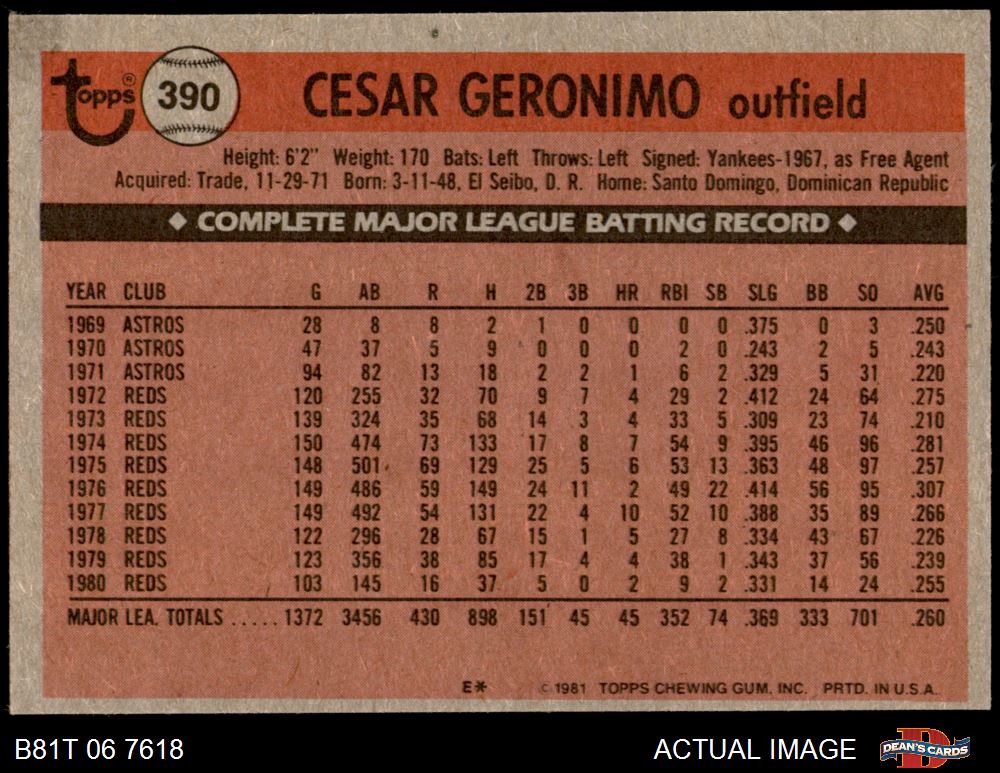 Topps® 390 CESAR GERONIMO outfield
Height: 6'2" Weight: 170 Bats: Left Throws: Left Signed: Yankees-1967, as Free Agent
Acquired: Trade, 11-29-71 Born: 3-11-48, El Seibo, D. R. Home: Santo Domingo, Dominican Republic
◆ COMPLETE MAJOR LEAGUE BATTING RECORD ◆
YEAR CLUB G AB R H 2B 3B HR RBI SB SLG BB SO AVG
1969 ASTROS 28 8 8 2 1 0 0 0 0 .375 0 3 .250
1970 ASTROS 47 37 5 9 0 0 0 2 0 .243 2 5 .243
1971 ASTROS 94 82 13 18 2 2 1 6 2 .329 5 31 .220
1972 REDS 120 255 32 70 9 7 4 29 2 .412 24 64 .275
1973 REDS 139 324 35 68 14 3 4 33 5 .309 23 74 .210
1974 REDS 150 474 73 133 17 8 7 54 9 .395 46 96 .281
1975 REDS 148 501 69 129 25 5 6 53 13 .363 48 97 .257
1976 REDS 149 486 59 149 24 11 2 49 22 .414 56 95 .307
1977 REDS 149 492 54 131 22 4 10 52 10 .388 35 89 .266
1978 REDS 122 296 28 67 15 1 5 27 8 .334 43 67 .226
1979 REDS 123 356 38 85 17 4 4 38 1 .343 37 56 .239
1980 REDS 103 145 16 37 5 0 2 9 2 .331 14 24 .255
MAJOR LEA. TOTALS ..... 1372 3456 430 898 151 45 45 352 74 .369 333 701 .260
E* © 1981 TOPPS CHEWING GUM, INC. PRTD. IN U.S.A.
B81T 06 7618 ACTUAL IMAGE DEAN'S CARDS